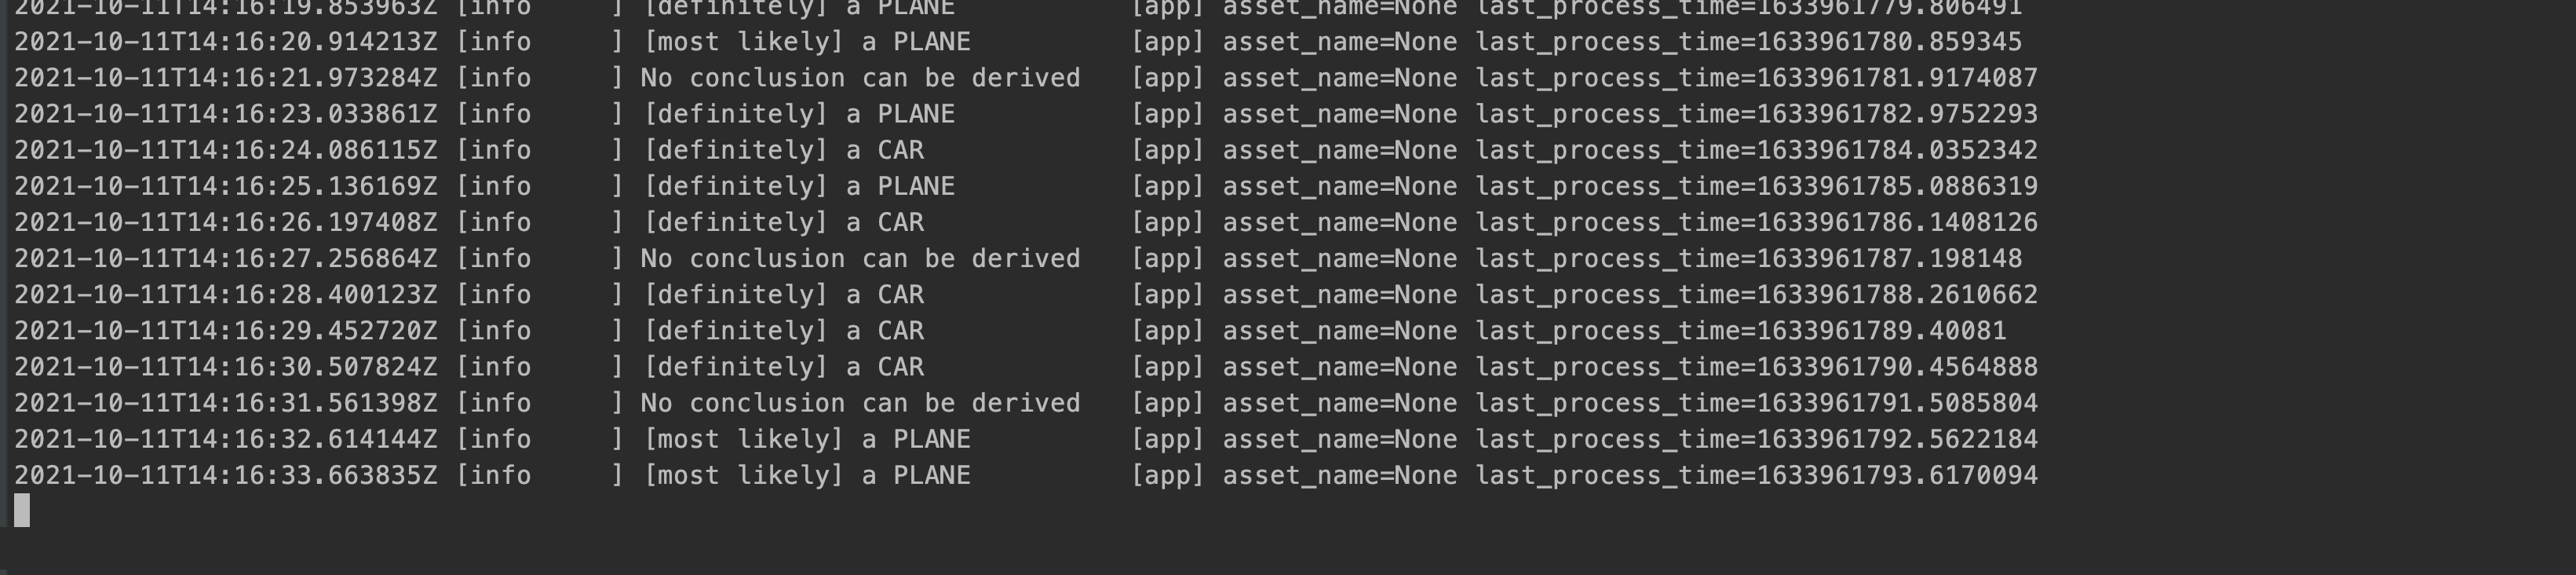 2021-10-11T14:16:19.853963Z [info     ] [definitely] a PLANE           [app] asset_name=None last_process_time=1633961779.806491
2021-10-11T14:16:20.914213Z [info     ] [most likely] a PLANE          [app] asset_name=None last_process_time=1633961780.859345
2021-10-11T14:16:21.973284Z [info     ] No conclusion can be derived   [app] asset_name=None last_process_time=1633961781.9174087
2021-10-11T14:16:23.033861Z [info     ] [definitely] a PLANE           [app] asset_name=None last_process_time=1633961782.9752293
2021-10-11T14:16:24.086115Z [info     ] [definitely] a CAR             [app] asset_name=None last_process_time=1633961784.0352342
2021-10-11T14:16:25.136169Z [info     ] [definitely] a PLANE           [app] asset_name=None last_process_time=1633961785.0886319
2021-10-11T14:16:26.197408Z [info     ] [definitely] a CAR             [app] asset_name=None last_process_time=1633961786.1408126
2021-10-11T14:16:27.256864Z [info     ] No conclusion can be derived   [app] asset_name=None last_process_time=1633961787.198148
2021-10-11T14:16:28.400123Z [info     ] [definitely] a CAR             [app] asset_name=None last_process_time=1633961788.2610662
2021-10-11T14:16:29.452720Z [info     ] [definitely] a CAR             [app] asset_name=None last_process_time=1633961789.40081
2021-10-11T14:16:30.507824Z [info     ] [definitely] a CAR             [app] asset_name=None last_process_time=1633961790.4564888
2021-10-11T14:16:31.561398Z [info     ] No conclusion can be derived   [app] asset_name=None last_process_time=1633961791.5085804
2021-10-11T14:16:32.614144Z [info     ] [most likely] a PLANE          [app] asset_name=None last_process_time=1633961792.5622184
2021-10-11T14:16:33.663835Z [info     ] [most likely] a PLANE          [app] asset_name=None last_process_time=1633961793.6170094